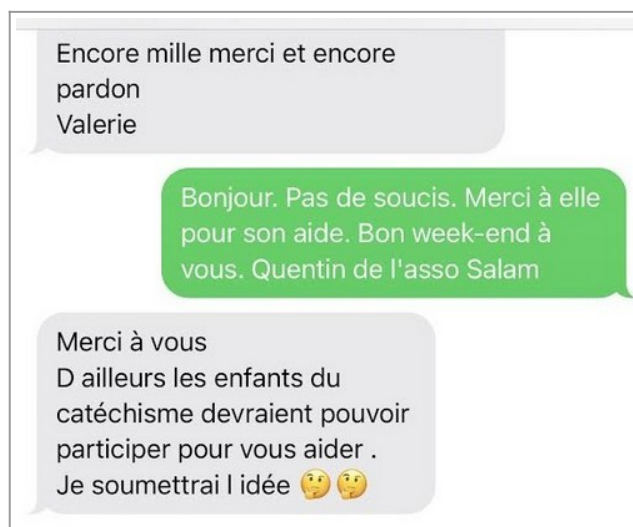 Encore mille merci et encore
pardon
Valerie
Bonjour. Pas de soucis. Merci à elle
pour son aide. Bon week-end à
vous. Quentin de l'asso Salam
Merci à vous
D ailleurs les enfants du
catéchisme devraient pouvoir
participer pour vous aider .
Je soumettrai l idée 🤔🤔